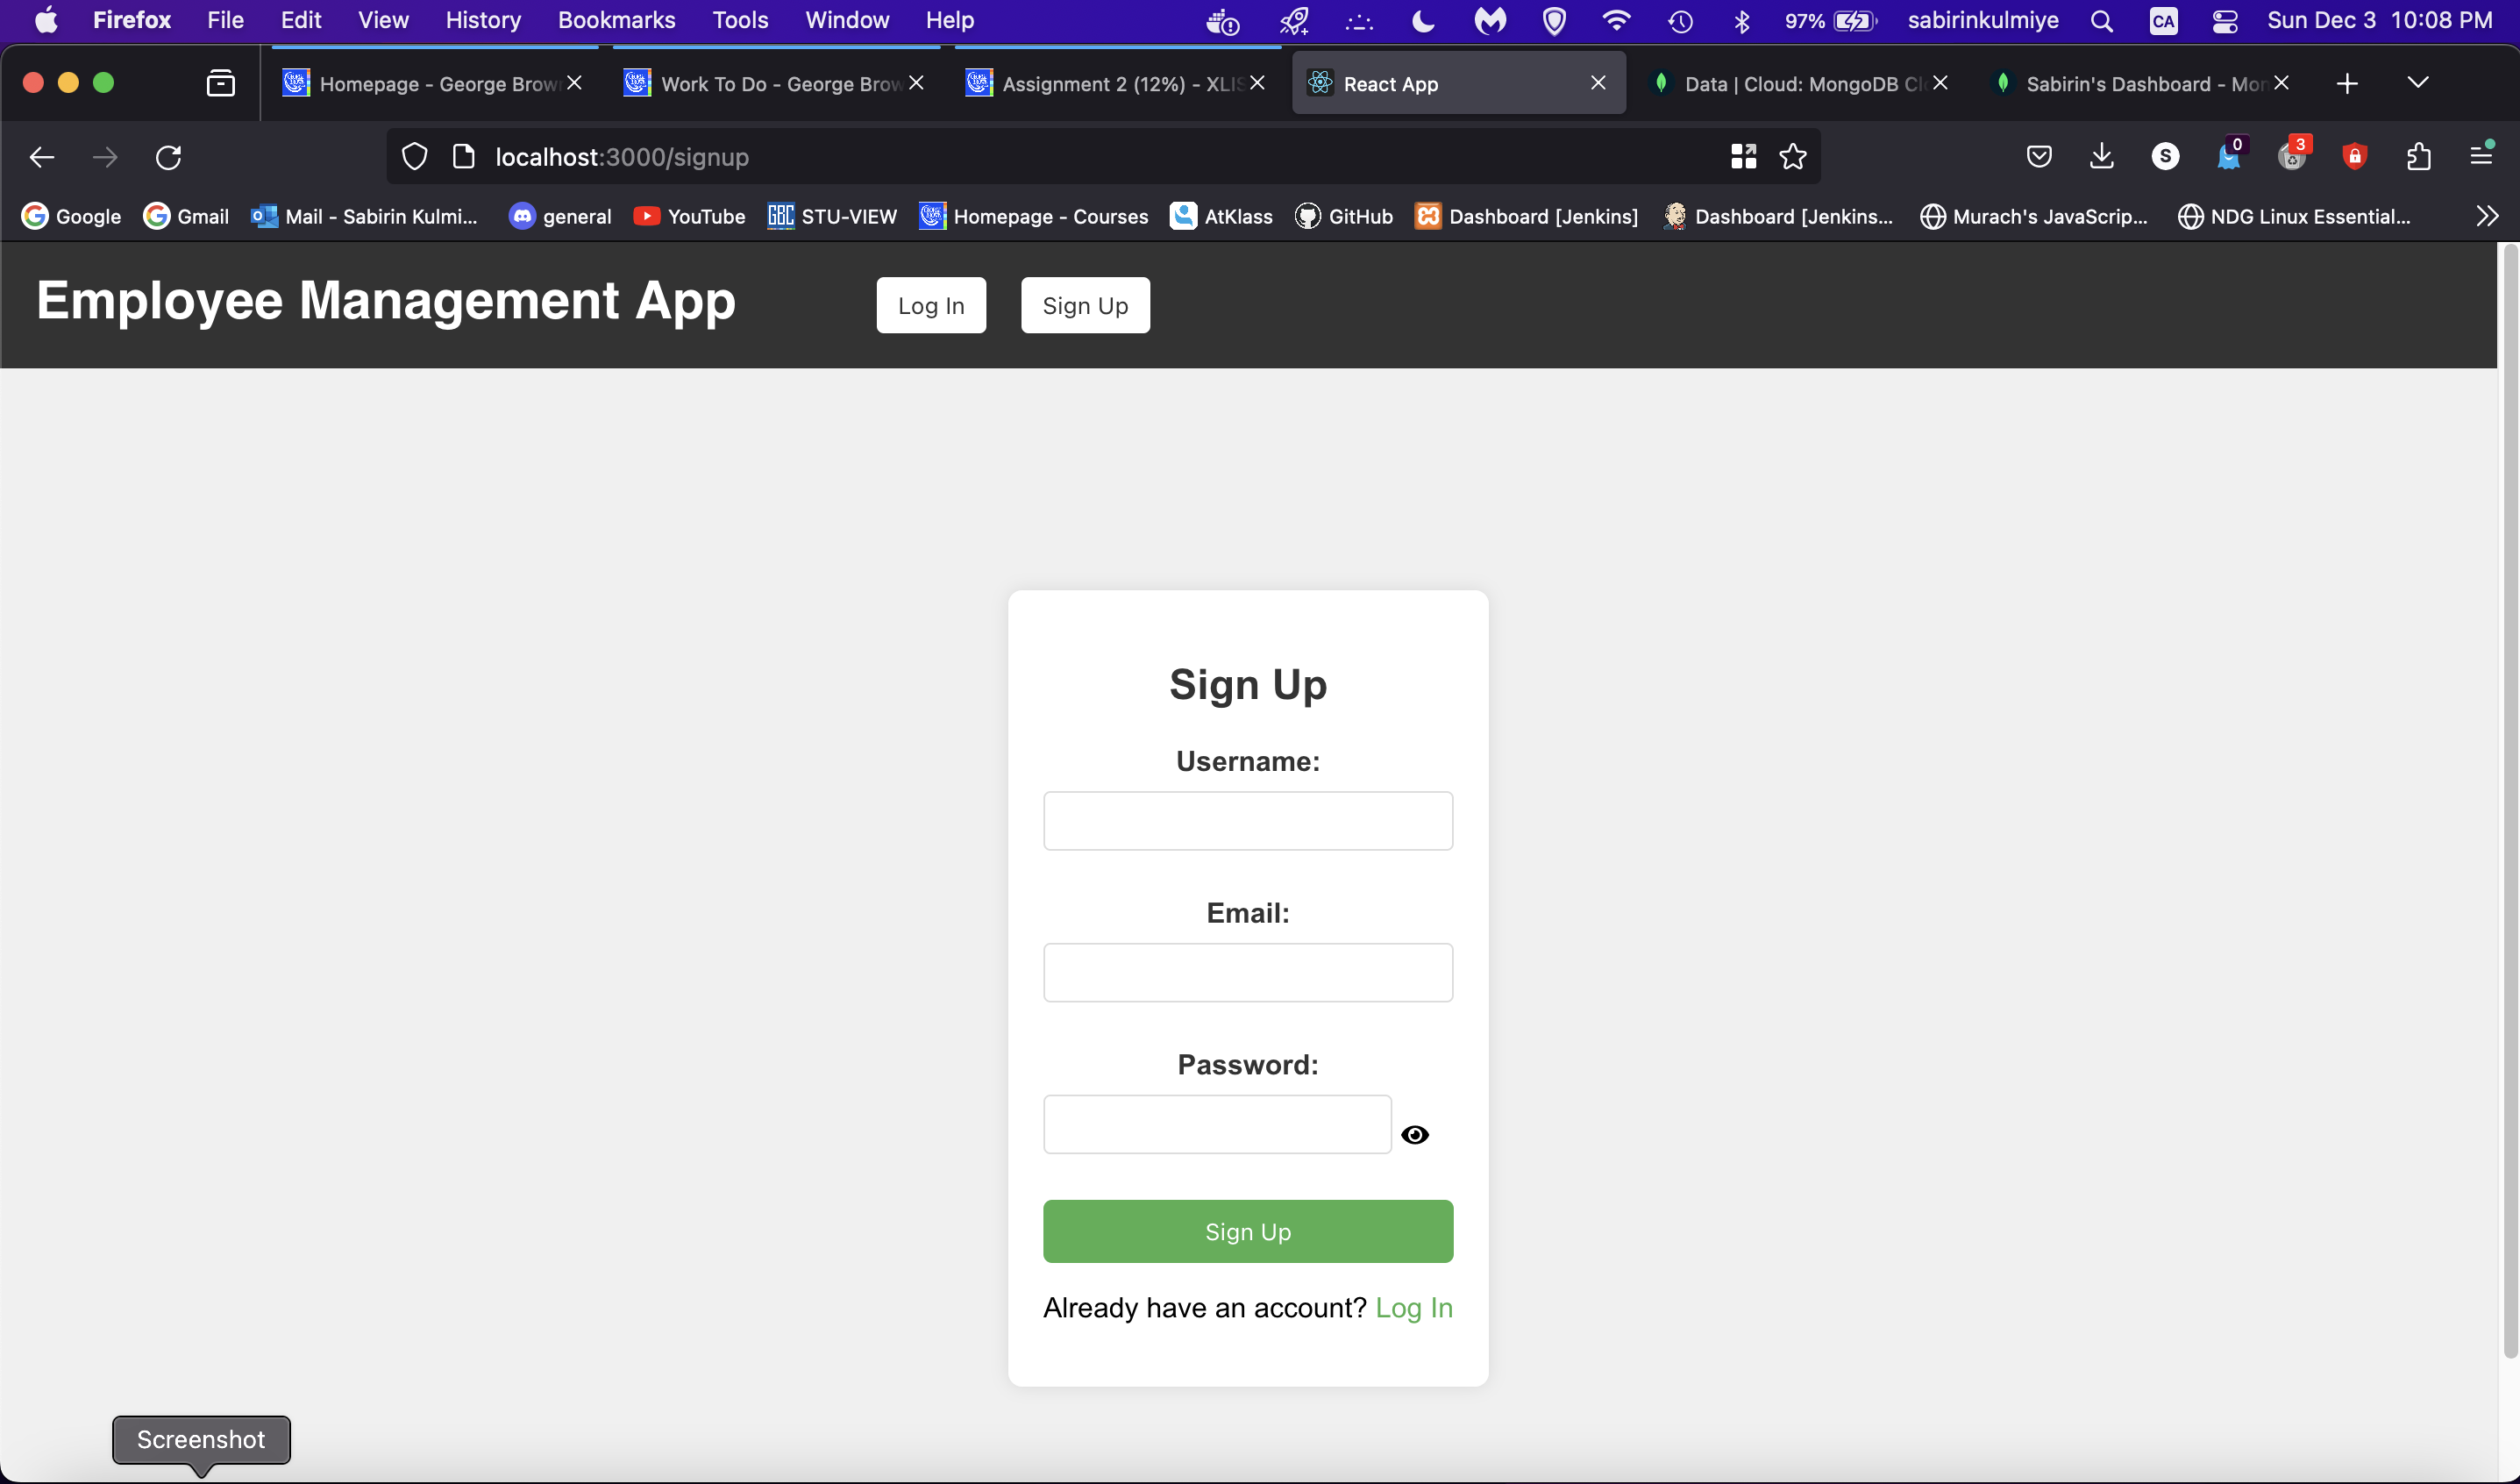 Firefox File Edit View History Bookmarks Tools Window Help 97% sabirinkulmiye CA Sun Dec 3 10:08 PM
Homepage - George Brow Work To Do - George Brow Assignment 2 (12%) - XLIS React App Data | Cloud: MongoDB Cl Sabirin's Dashboard - Mon
localhost:3000/signup S 0 3
Google Gmail Mail - Sabirin Kulmi... general YouTube GBC STU-VIEW Homepage - Courses AtKlass GitHub Dashboard [Jenkins] Dashboard [Jenkins... Murach's JavaScrip... NDG Linux Essential...
Employee Management App Log In Sign Up
Sign Up
Username:
Email:
Password:
Sign Up
Already have an account? Log In
Screenshot